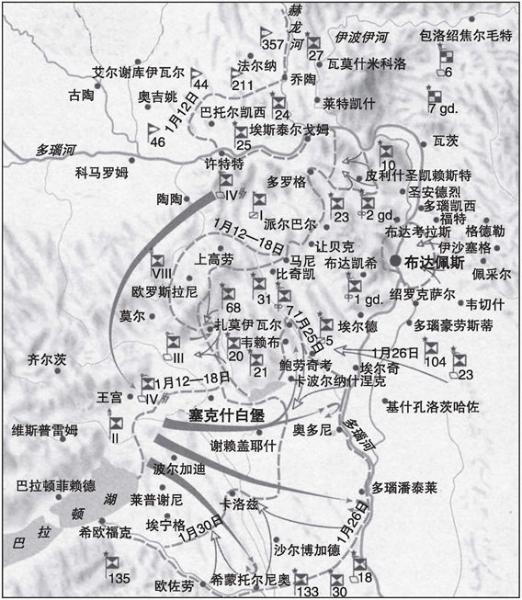 赫龙河
伊波伊河
包洛绍焦尔毛特
357
27
艾尔谢库伊瓦尔
法尔纳
瓦莫什米科洛
6
44
211
乔陶
古陶
奥吉姚
1月12日
巴托尔凯西
24
莱特凯什
7 gd.
46
25
埃斯泰尔戈姆
瓦茨
多瑙河
科马罗姆
许特特
10
多罗格
皮利什圣凯赖斯特
IV
圣安德烈
陶陶
I
23
2 gd.
多瑙凯西
福特
派尔巴尔
布达考拉斯
格德勒
1月12—18日
让贝克
伊沙塞格
VIII
上高劳
马尼
布达凯希
布达佩斯
佩采尔
比奇凯
欧罗斯拉尼
31
1 gd.
68
7
绍罗克萨尔
韦切什
莫尔
扎莫伊瓦尔
1月25日
5
埃尔德
多瑙豪劳斯蒂
III
20
韦赖布
21
1月26日
104
齐尔茨
鲍劳奇考
埃尔奇
23
1月12—18日
卡波尔纳什涅克
王宫
IV
基什孔洛茨哈佐
塞克什白堡
II
维斯普雷姆
奥多尼
多瑙河
谢赖盖耶什
波尔加迪
巴拉顿菲赖德
多瑙潘泰莱
莱普谢尼
卡洛兹
巴拉顿湖
埃宁格
1月30日
1月26日
希欧福克
沙尔博加德
135
18
欧佐劳
希蒙托尔尼奥
133
30